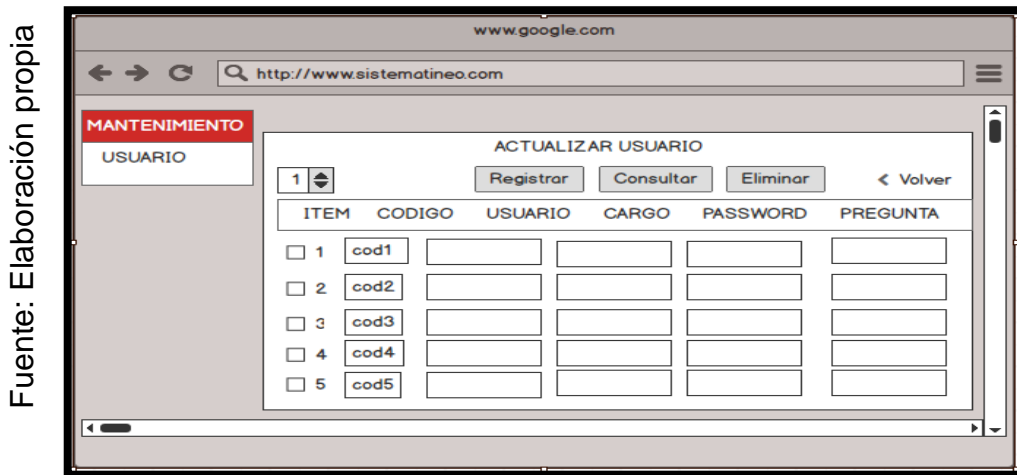 Fuente: Elaboración propia
www.google.com
http://www.sistematineo.com
MANTENIMIENTO
USUARIO
ACTUALIZAR USUARIO
1 Registrar Consultar Eliminar Volver
ITEM CODIGO USUARIO CARGO PASSWORD PREGUNTA
1 cod1
2 cod2
3 cod3
4 cod4
5 cod5